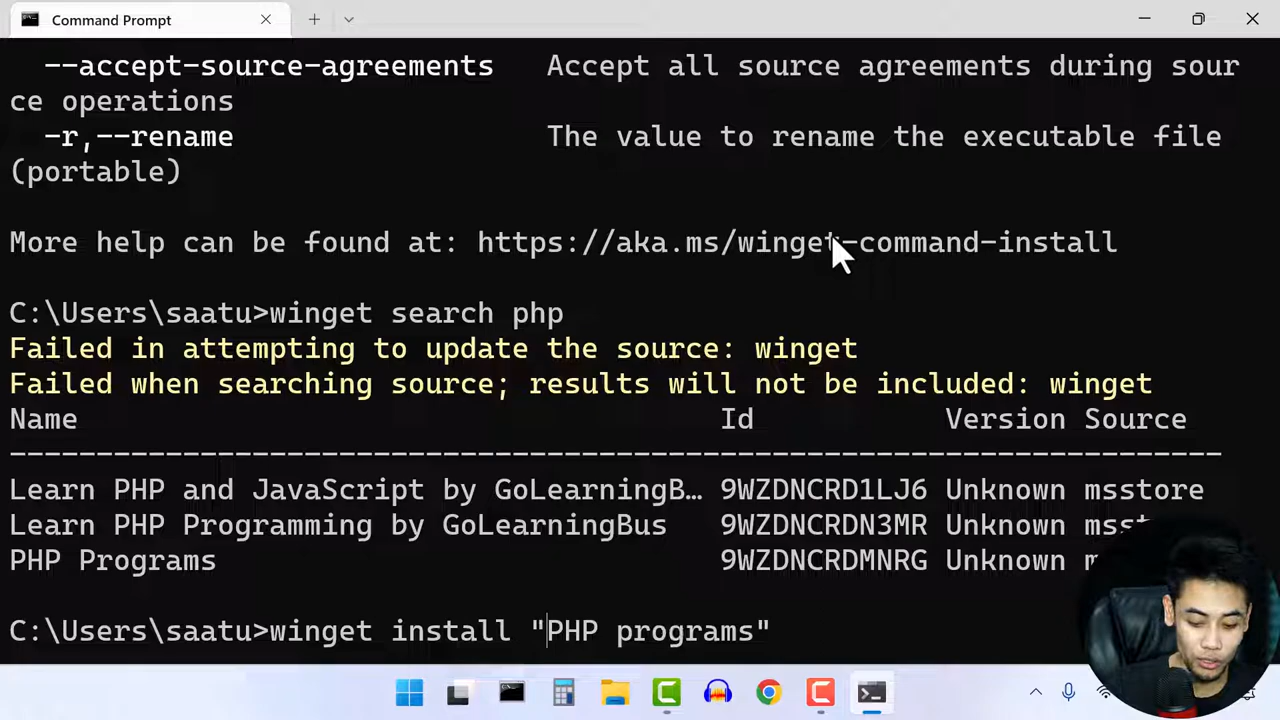 Command Prompt
--accept-source-agreements Accept all source agreements during sour
ce operations
-r,--rename The value to rename the executable file
(portable)
More help can be found at: https://aka.ms/winget-command-install
C:\Users\saatu>winget search php
Failed in attempting to update the source: winget
Failed when searching source; results will not be included: winget
Name Id Version Source
-----------------------------------------------------------------------
Learn PHP and JavaScript by GoLearningB… 9WZDNCRD1LJ6 Unknown msstore
Learn PHP Programming by GoLearningBus 9WZDNCRDN3MR Unknown
PHP Programs 9WZDNCRDMNRG Unknown
C:\Users\saatu>winget install "PHP programs"